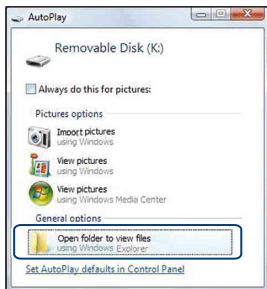 AutoPlay
Removable Disk (K:)
Always do this for pictures:
Pictures options
Import pictures
using Windows
View pictures
using Windows
View pictures
using Windows Media Center
General options
Open folder to view files
using Windows Explorer
Set AutoPlay defaults in Control Panel